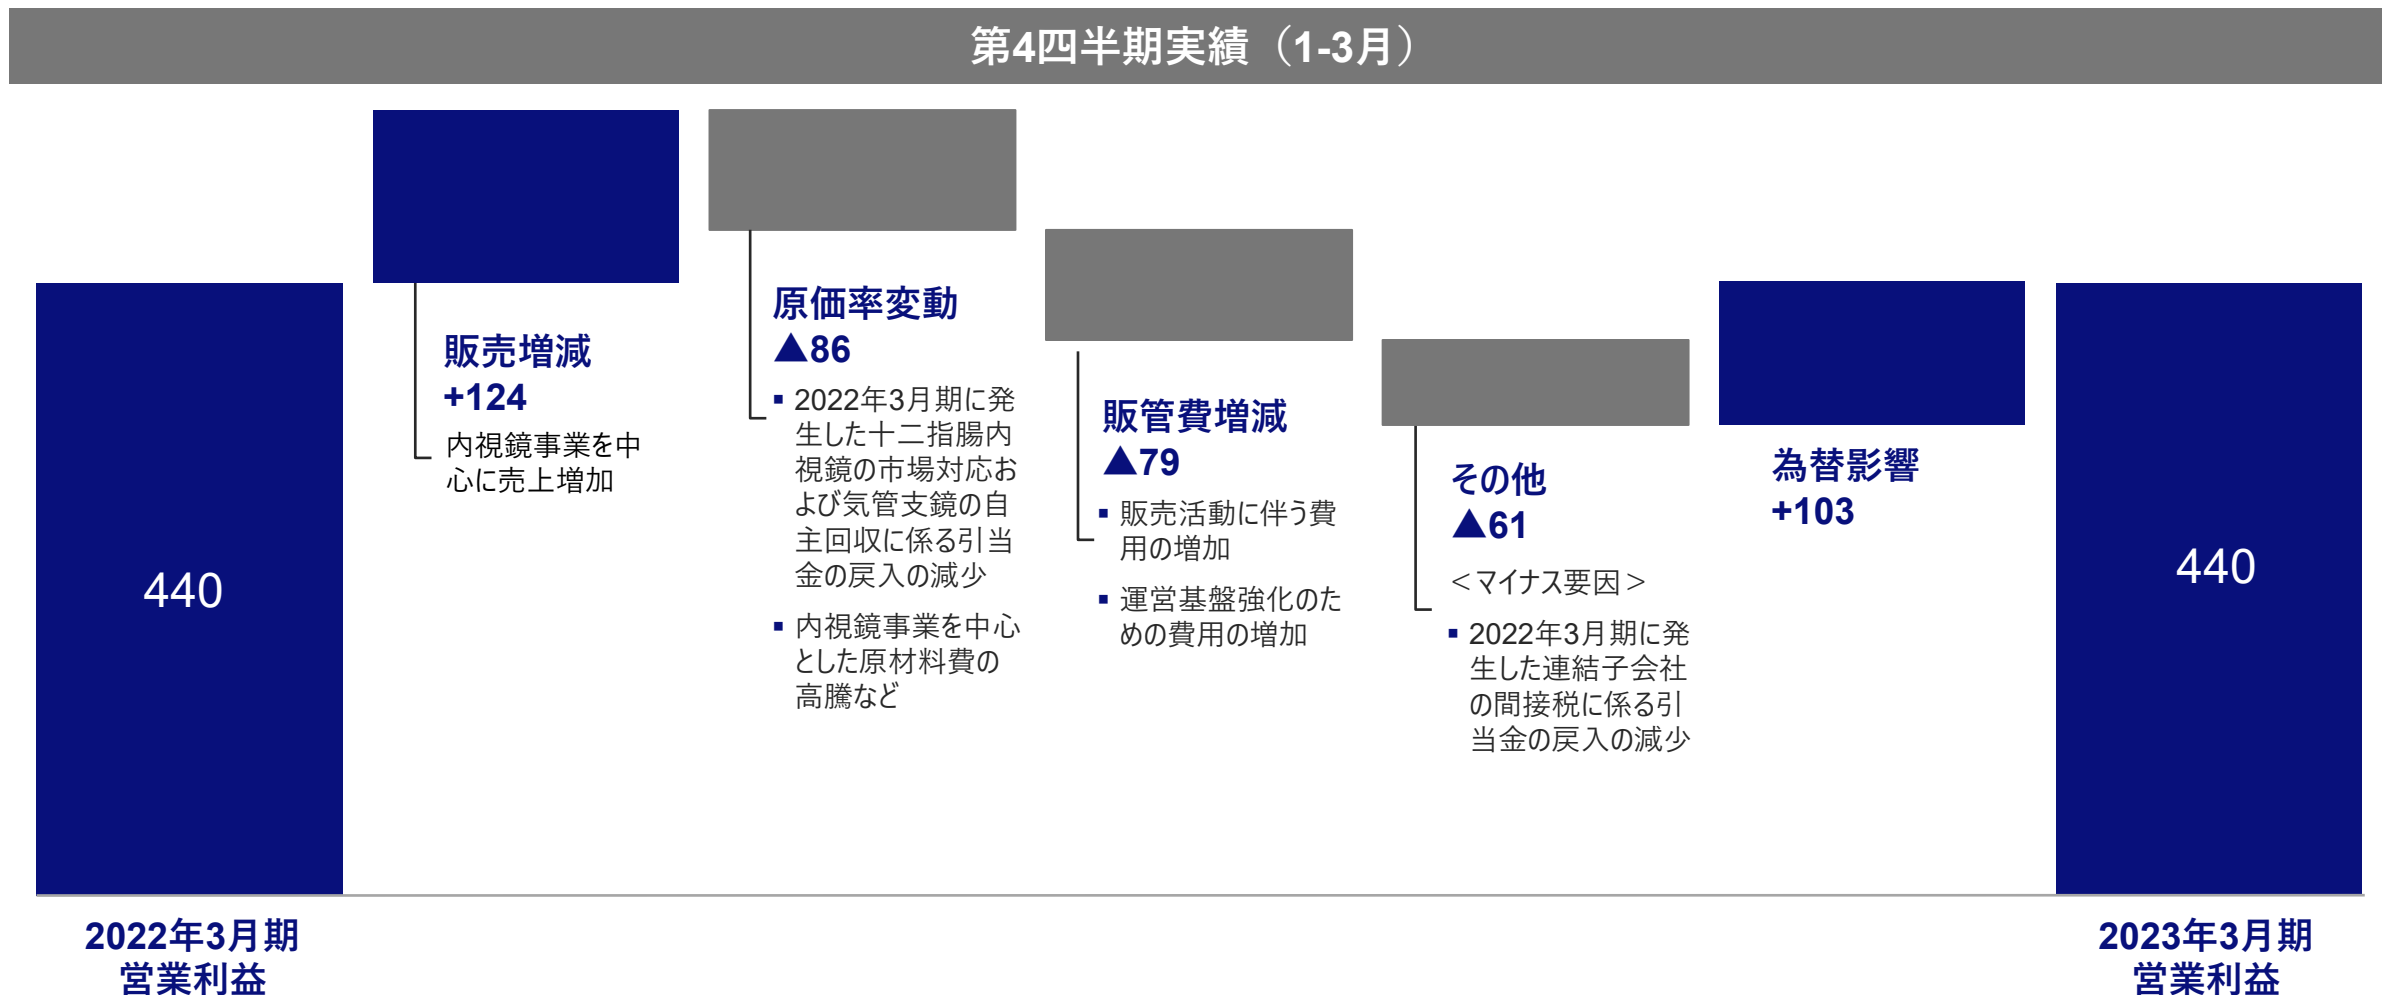 第4四半期実績（1-3月）
販売増減
+124
内視鏡事業を中
心に売上増加
原価率変動
▲86
▪ 2022年3月期に発
生した十二指腸内
視鏡の市場対応お
よび気管支鏡の自
主回収に係る引当
金の戻入の減少
▪ 内視鏡事業を中心
とした原材料費の
高騰など
販管費増減
▲79
▪ 販売活動に伴う費
用の増加
▪ 運営基盤強化のた
めの費用の増加
その他
▲61
＜マイナス要因＞
▪ 2022年3月期に発
生した連結子会社
の間接税に係る引
当金の戻入の減少
為替影響
+103
440
440
2022年3月期
営業利益
2023年3月期
営業利益